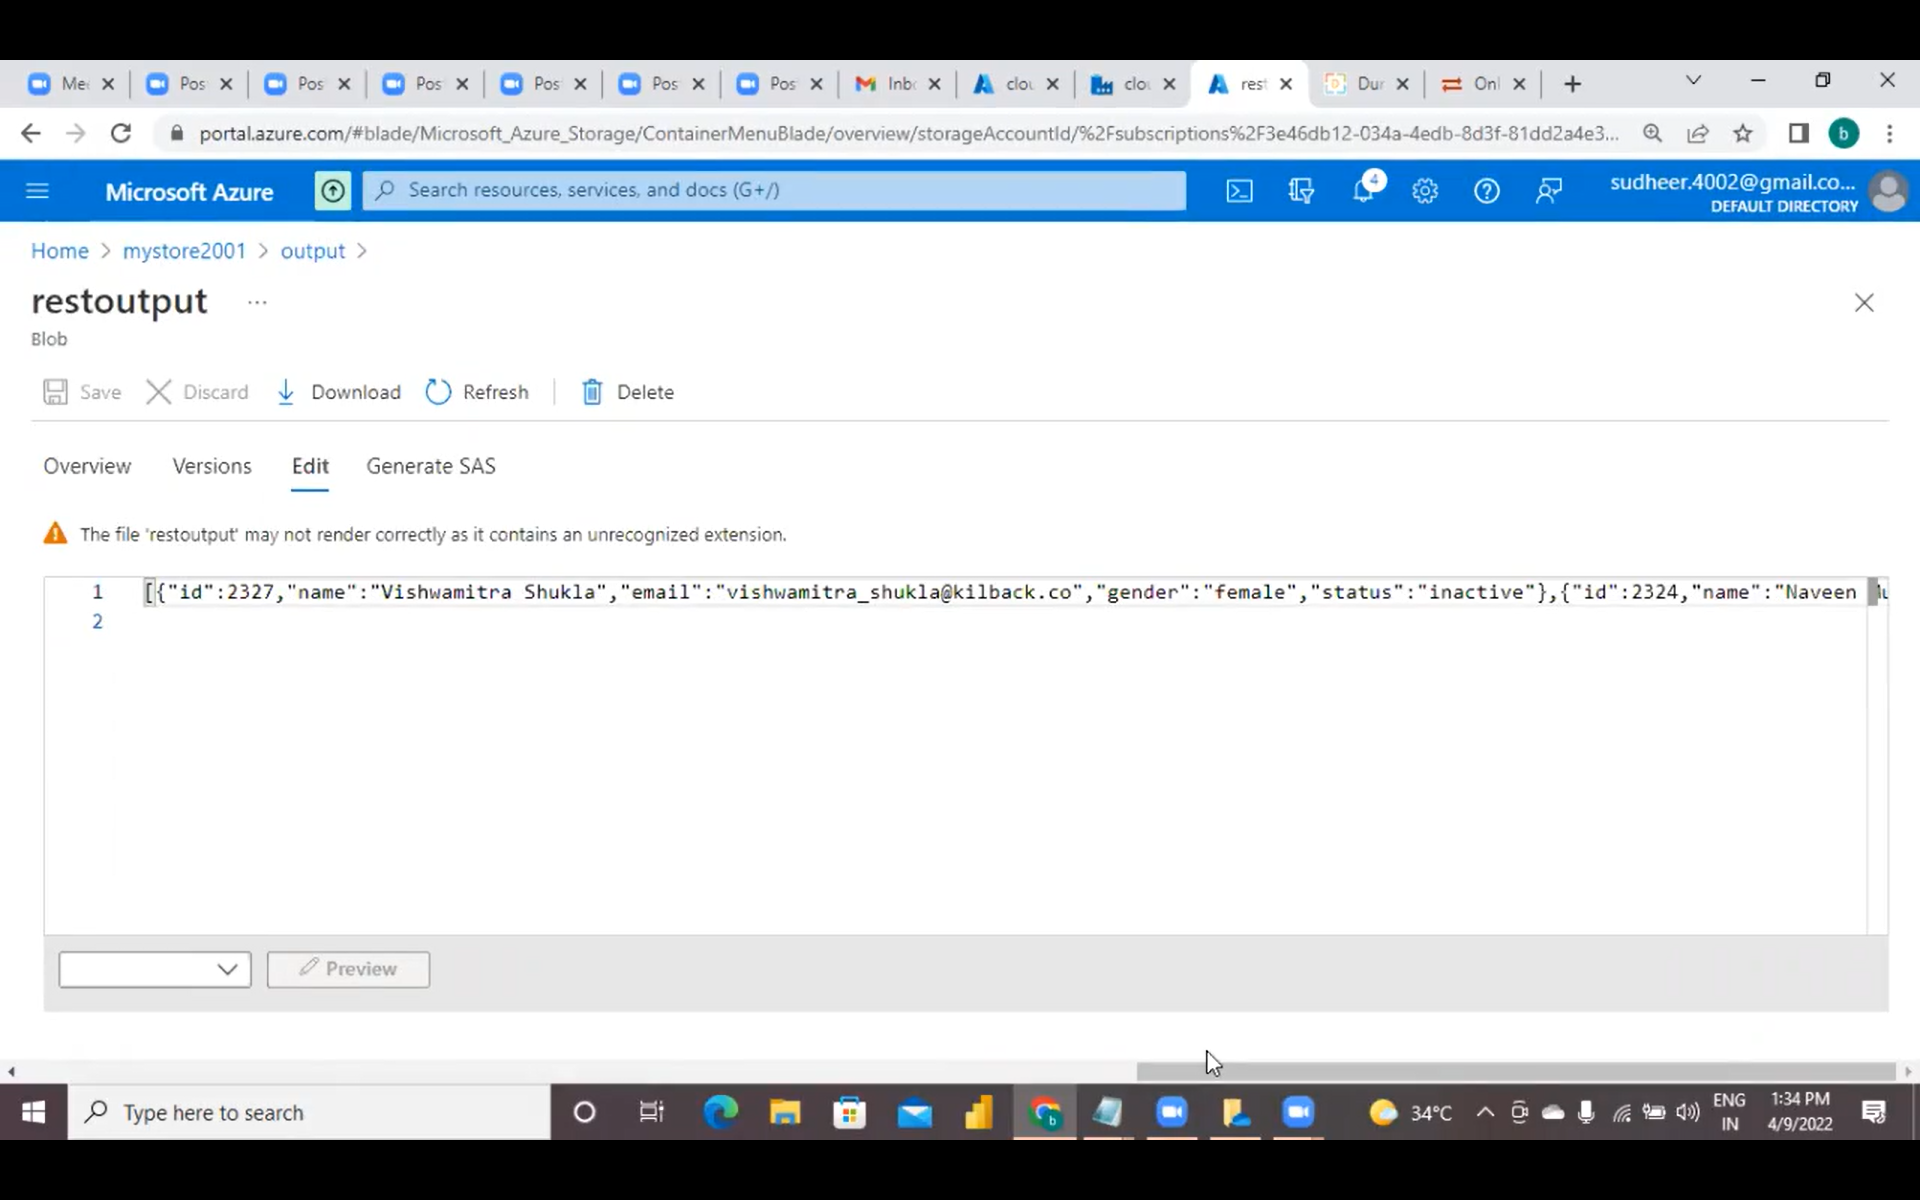 Me Pos Pos Pos Pos Pos Pos Inbo clou clou rest Dur Onl
portal.azure.com/#blade/Microsoft_Azure_Storage/ContainerMenuBlade/overview/storageAccountId/%2Fsubscriptions%2F3e46db12-034a-4edb-8d3f-81dd2a4e3... b
Microsoft Azure Search resources, services, and docs (G+/) 4 sudheer.4002@gmail.co...
DEFAULT DIRECTORY
Home > mystore2001 > output >
restoutput ...
Blob
Save Discard Download Refresh Delete
Overview Versions Edit Generate SAS
The file 'restoutput' may not render correctly as it contains an unrecognized extension.
1 [{"id":2327,"name":"Vishwamitra Shukla","email":"vishwamitra_shukla@kilback.co","gender":"female","status":"inactive"},{"id":2324,"name":"Naveen
2
Preview
Type here to search b 34°C ENG 1:34 PM
IN 4/9/2022